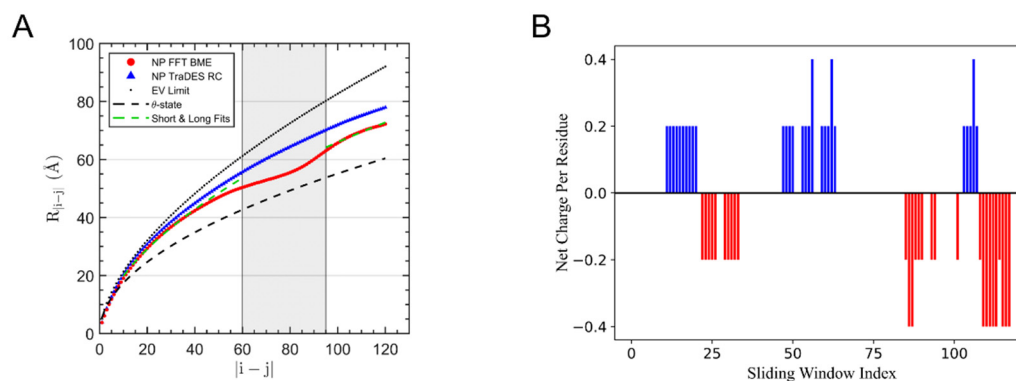 A
B
100
80
60
40
20
0
R|i−j| (Å)
NP FFT BME
NP TraDES RC
EV Limit
θ-state
Short & Long Fits
0 20 40 60 80 100 120
|i − j|
0.4
0.2
0.0
−0.2
−0.4
Net Charge Per Residue
0 25 50 75 100
Sliding Window Index